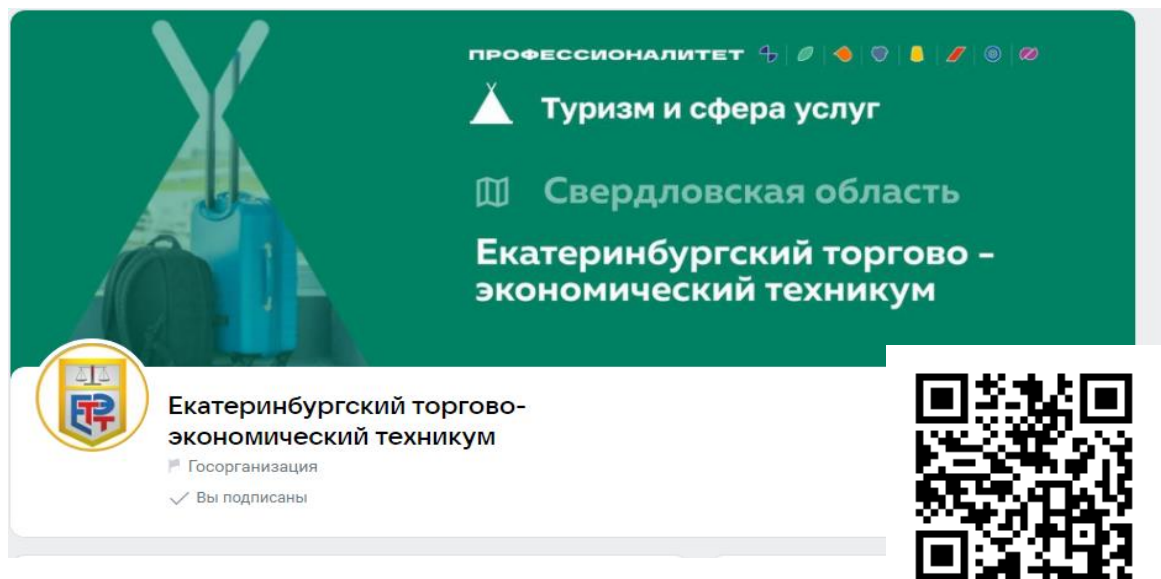 ПРОФЕССИОНАЛИТЕТ
Туризм и сфера услуг
Свердловская область
Екатеринбургский торгово –
экономический техникум
Екатеринбургский торгово-
экономический техникум
Госорганизация
Вы подписаны